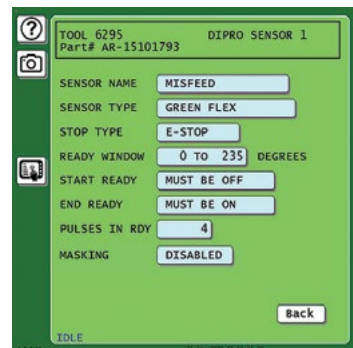 ?
TOOL 6295 DIPRO SENSOR 1
Part# AR-15101793
SENSOR NAME MISFEED
SENSOR TYPE GREEN FLEX
STOP TYPE E-STOP
READY WINDOW 0 TO 235 DEGREES
START READY MUST BE OFF
END READY MUST BE ON
PULSES IN RDY 4
MASKING DISABLED
Back
IDLE